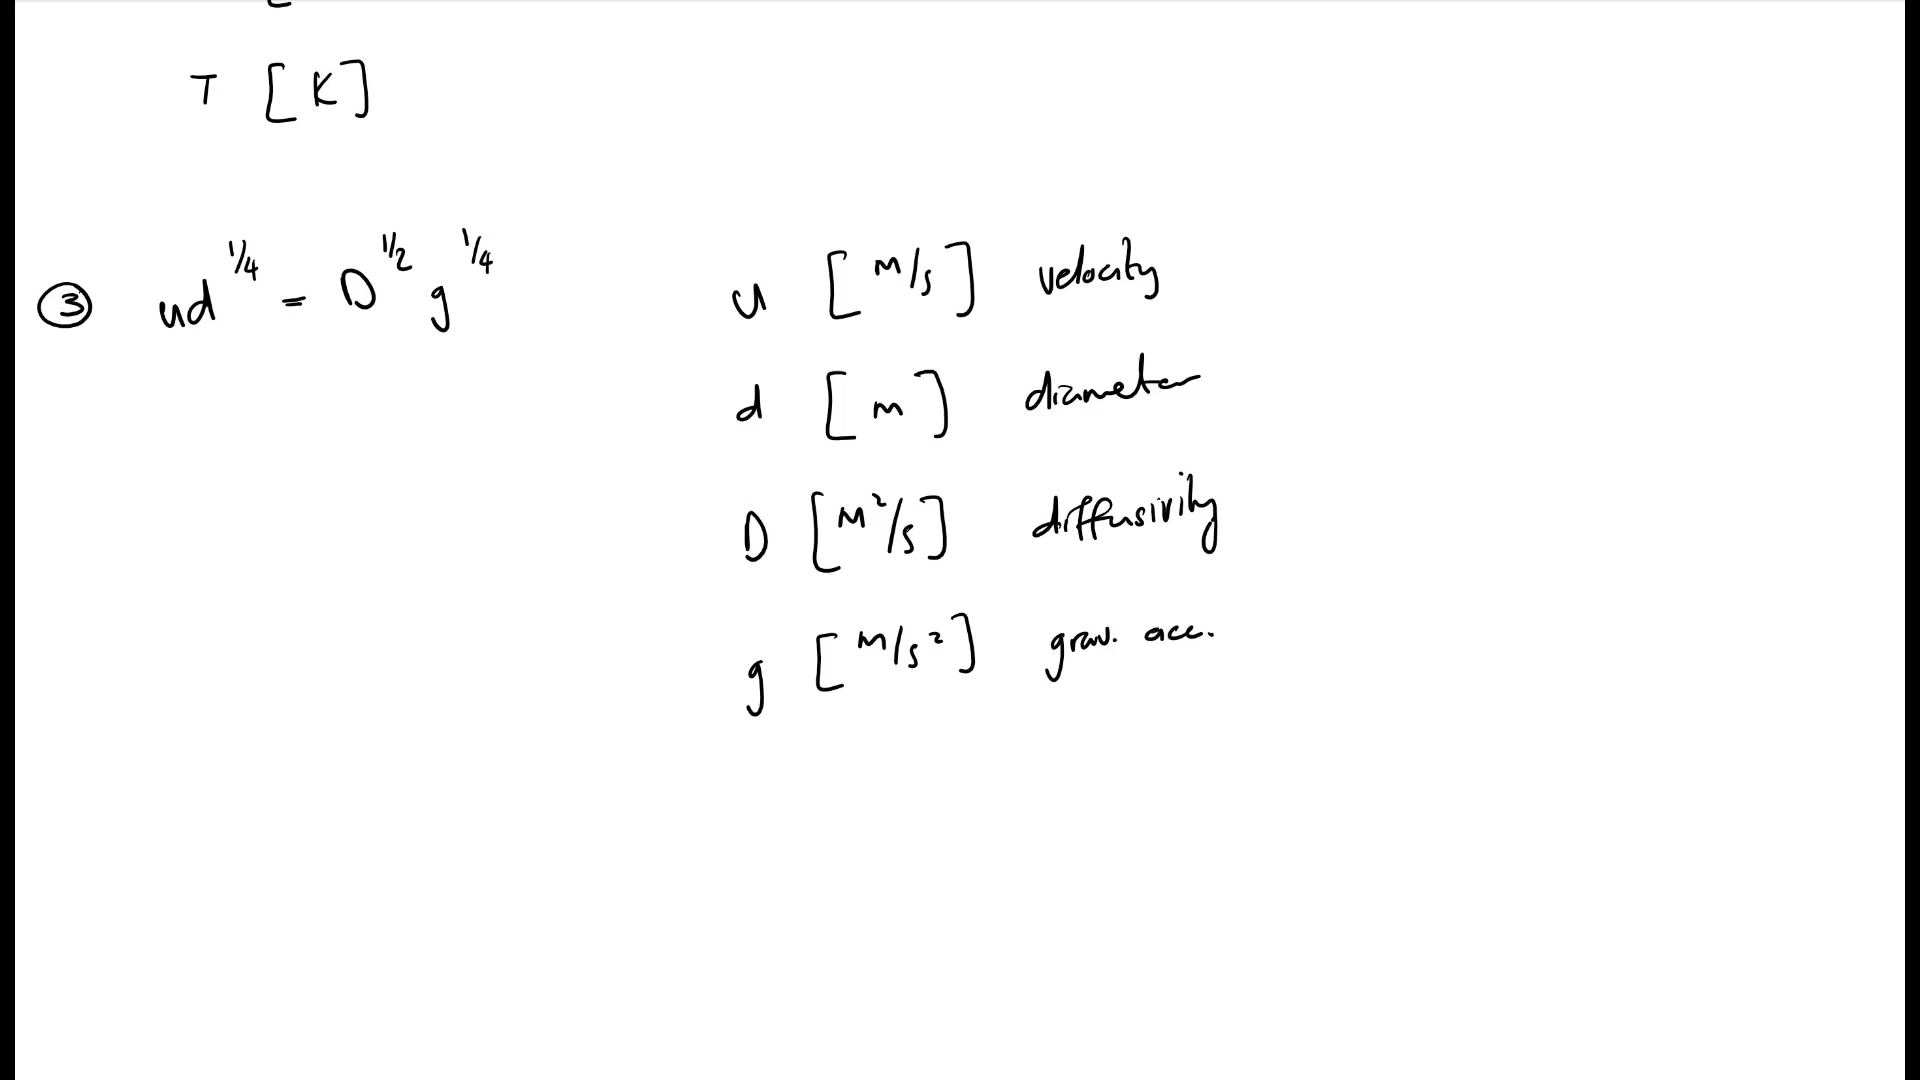 T [K]
③ ud^1/4 = D^1/2 g^1/4
u [m/s] velocity
d [m] diameter
D [m²/s] diffusivity
g [m/s²] grav. acc.